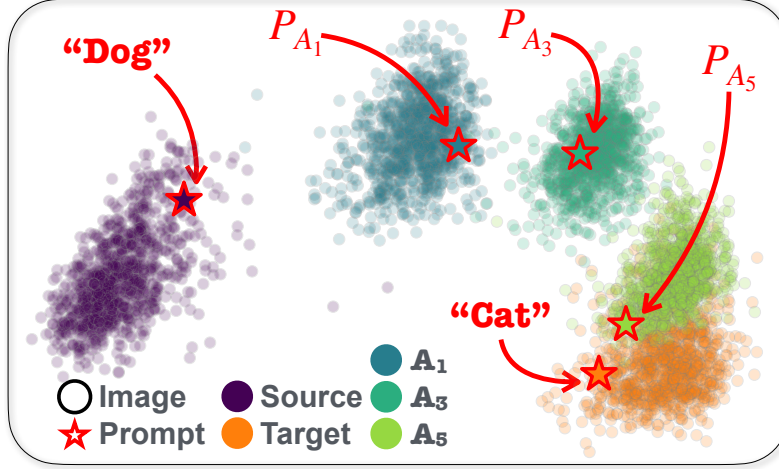 “Dog”
P_{A_1}
P_{A_3}
P_{A_5}
“Cat”
Image
Prompt
Source
Target
A₁
A₃
A₅